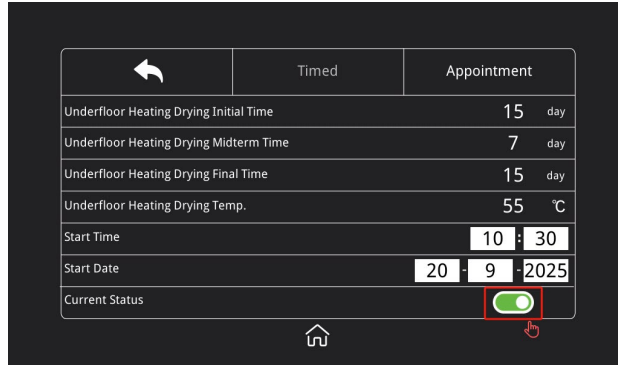 Timed Appointment
Underfloor Heating Drying Initial Time 15 day
Underfloor Heating Drying Midterm Time 7 day
Underfloor Heating Drying Final Time 15 day
Underfloor Heating Drying Temp. 55 ℃
Start Time 10 : 30
Start Date 20 - 9 - 2025
Current Status